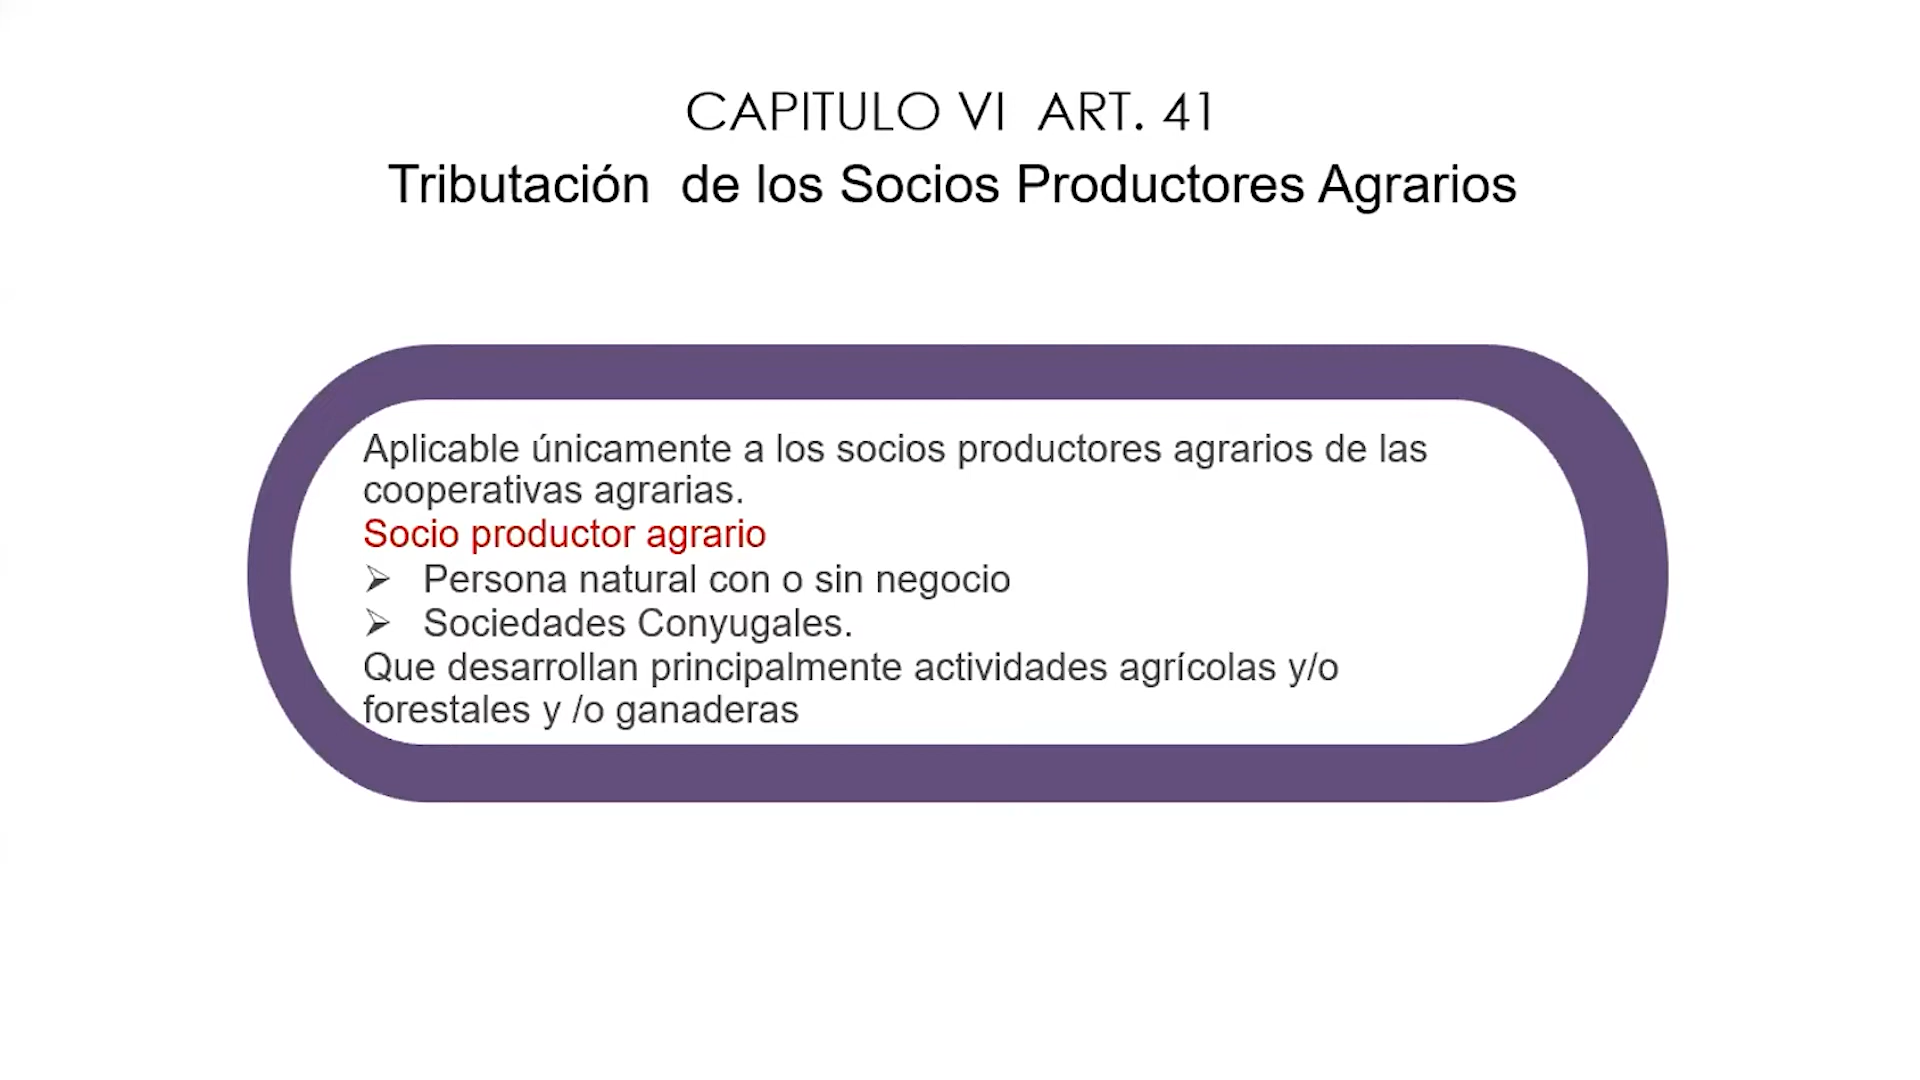 CAPITULO VI ART. 41
Tributación de los Socios Productores Agrarios
Aplicable únicamente a los socios productores agrarios de las
cooperativas agrarias.
Socio productor agrario
➢ Persona natural con o sin negocio
➢ Sociedades Conyugales.
Que desarrollan principalmente actividades agrícolas y/o
forestales y /o ganaderas